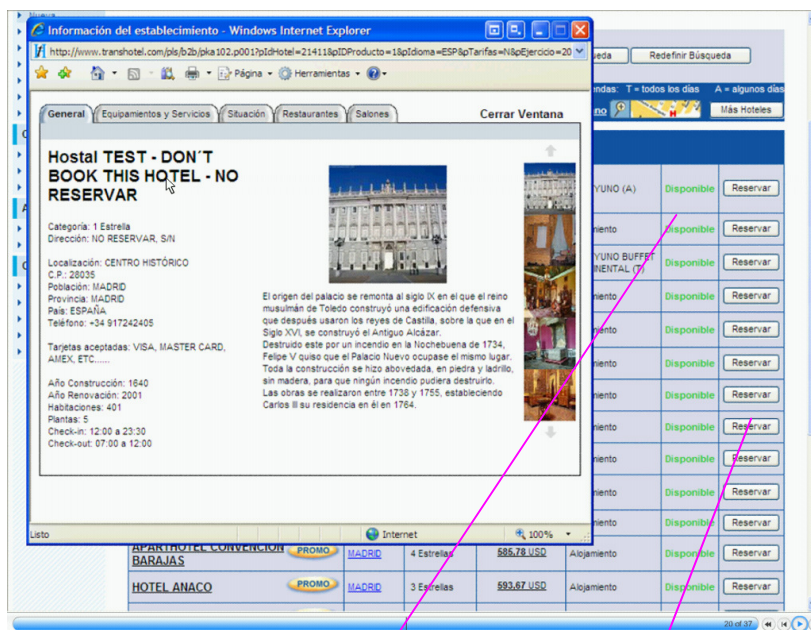 Información del establecimiento - Windows Internet Explorer
http://www.transhotel.com/pls/b2b/pka102.p001?pIdHotel=21411&pIDProducto=1&pIdioma=ESP&pTarifas=N&pEjercicio=20
Página
Herramientas
Redefinir Búsqueda
T = todos los días A = algunos días
Más Hoteles
General
Equipamientos y Servicios
Situación
Restaurantes
Salones
Cerrar Ventana
Hostal TEST - DON´T
BOOK THIS HOTEL - NO
RESERVAR
Categoría: 1 Estrella
Dirección: NO RESERVAR, S/N
Localización: CENTRO HISTÓRICO
C.P.: 28035
Población: MADRID
Provincia: MADRID
País: ESPAÑA
Teléfono: +34 917242405
Tarjetas aceptadas: VISA, MASTER CARD,
AMEX, ETC......
Año Construcción: 1640
Año Renovación: 2001
Habitaciones: 401
Plantas: 5
Check-in: 12:00 a 23:30
Check-out: 07:00 a 12:00
El origen del palacio se remonta al siglo IX en el que el reino
musulmán de Toledo construyó una edificación defensiva
que después usaron los reyes de Castilla, sobre la que en el
Siglo XVI, se construyó el Antiguo Alcázar.
Destruido este por un incendio en la Nochebuena de 1734,
Felipe V quiso que el Palacio Nuevo ocupase el mismo lugar.
Toda la construcción se hizo abovedada, en piedra y ladrillo,
sin madera, para que ningún incendio pudiera destruirlo.
Las obras se realizaron entre 1738 y 1755, estableciendo
Carlos III su residencia en él en 1764.
YUNO (A) Disponible Reservar
Disponible Reservar
YUNO BUFFET
INENTAL (T) Disponible Reservar
Disponible Reservar
Disponible Reservar
Disponible Reservar
Disponible Reservar
Disponible Reservar
Disponible Reservar
Disponible Reservar
Disponible Reservar
Listo
Internet
100%
APARTHOTEL CONVENCION
BARAJAS PROMO MADRID 4 Estrellas 585,78 USD Alojamiento Disponible Reservar
HOTEL ANACO PROMO MADRID 3 Estrellas 593,67 USD Alojamiento Disponible Reservar
20 of 37